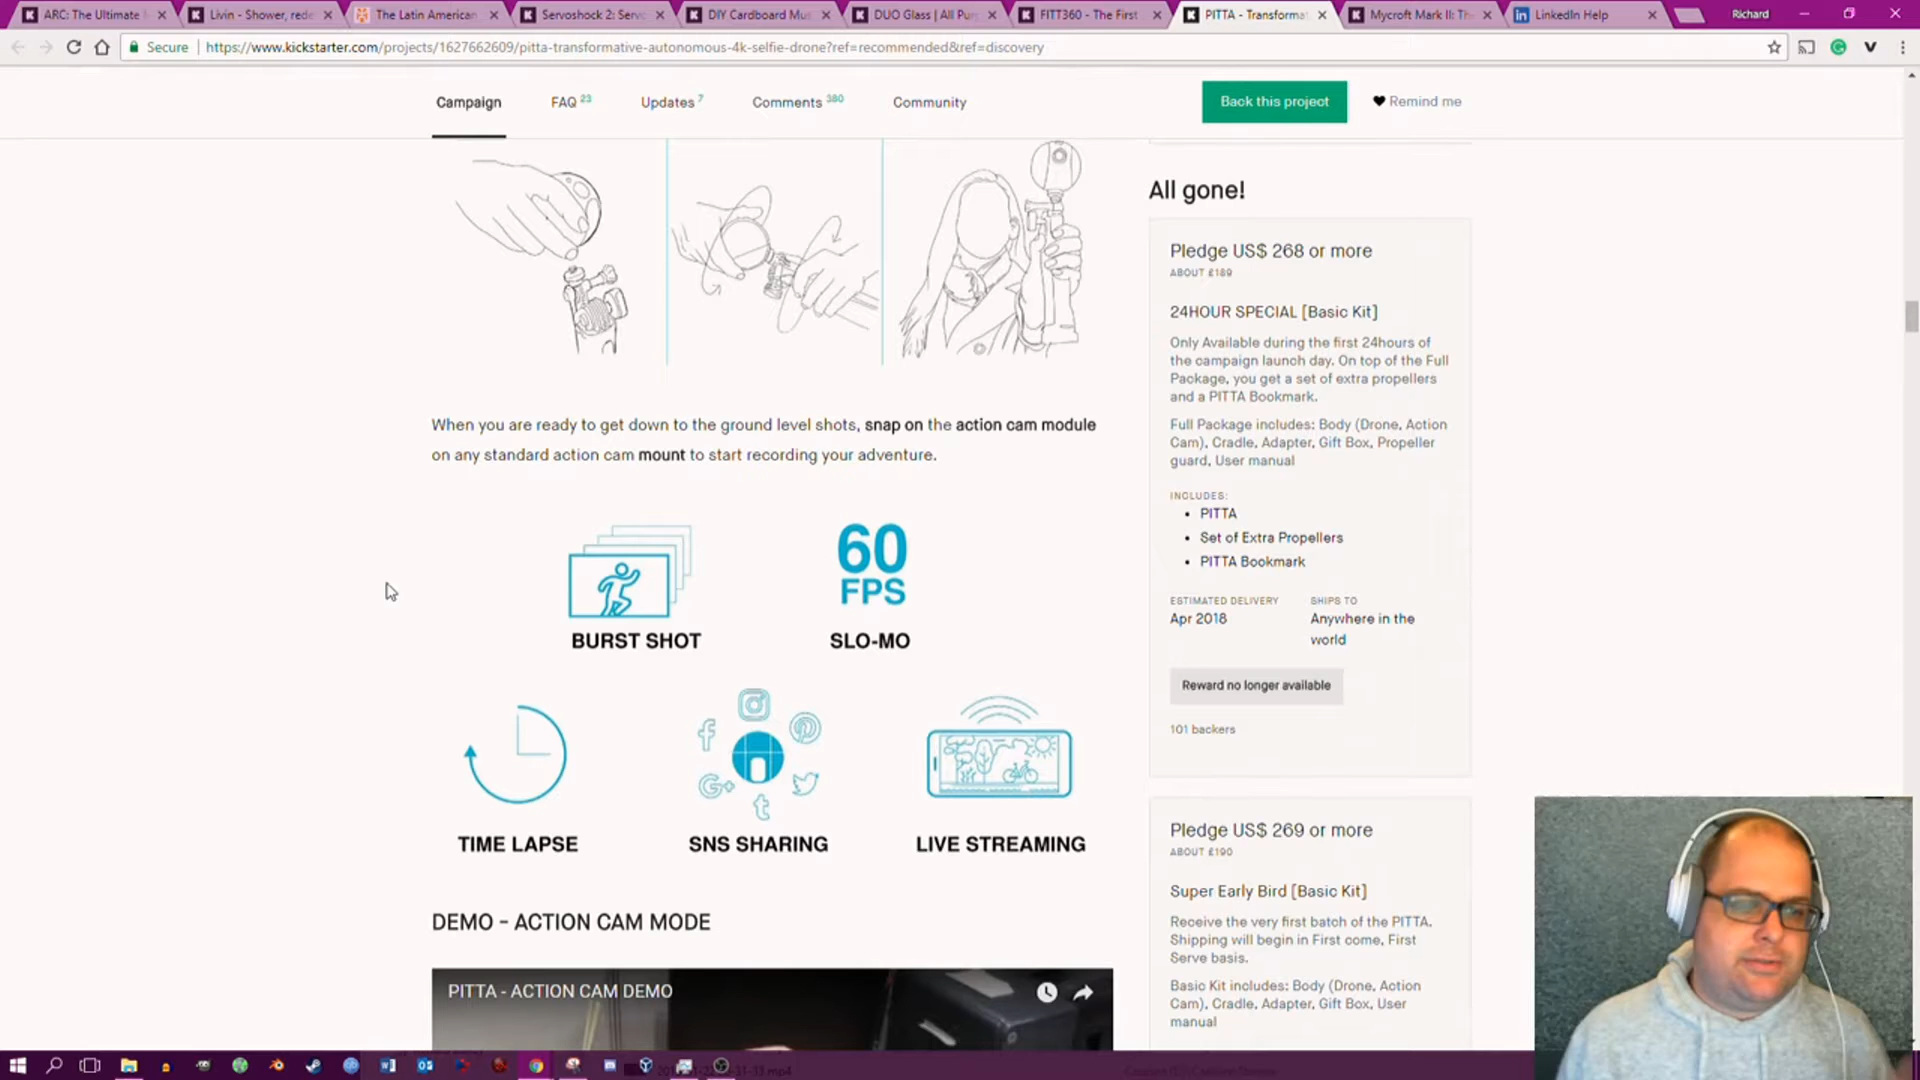 ARC: The Ultimate
Livin - Shower, rede
The Latin American
Servoshock 2: Servo
DIY Cardboard Mus
DUO Glass | All Purp
FITT360 - The First
PITTA - Transforma
Mycroft Mark II: The
LinkedIn Help
Richard
Secure
https://www.kickstarter.com/projects/1627662609/pitta-transformative-autonomous-4k-selfie-drone?ref=recommended&ref=discovery
Campaign
FAQ 23
Updates 7
Comments 380
Community
Back this project
Remind me
When you are ready to get down to the ground level shots, snap on the action cam module
on any standard action cam mount to start recording your adventure.
60
FPS
BURST SHOT
SLO-MO
TIME LAPSE
SNS SHARING
LIVE STREAMING
DEMO - ACTION CAM MODE
PITTA - ACTION CAM DEMO
All gone!
Pledge US$ 268 or more
ABOUT £189
24HOUR SPECIAL [Basic Kit]
Only Available during the first 24hours of
the campaign launch day. On top of the Full
Package, you get a set of extra propellers
and a PITTA Bookmark.
Full Package includes: Body (Drone, Action
Cam), Cradle, Adapter, Gift Box, Propeller
guard, User manual
INCLUDES:
• PITTA
• Set of Extra Propellers
• PITTA Bookmark
ESTIMATED DELIVERY
Apr 2018
SHIPS TO
Anywhere in the
world
Reward no longer available
101 backers
Pledge US$ 269 or more
ABOUT £190
Super Early Bird [Basic Kit]
Receive the very first batch of the PITTA.
Shipping will begin in First come, First
Serve basis.
Basic Kit includes: Body (Drone, Action
Cam), Cradle, Adapter, Gift Box, User
manual